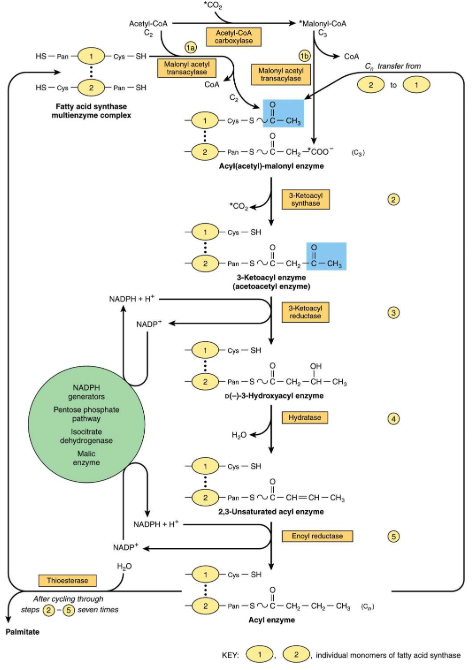 *CO2
Acetyl-CoA
C2
*Malonyl-CoA
C3
Acetyl-CoA
carboxylase
1a
1b
HS — Pan — 1 — Cys — SH
HS — Cys — 2 — Pan — SH
Fatty acid synthase
multienzyme complex
Malonyl acetyl
transacylase
CoA
C2
Malonyl acetyl
transacylase
CoA
Cn transfer from
2 to 1
1 — Cys — S ~ C — CH3
O
2 — Pan — S ~ C — CH2 — *COO−
O
(C3)
Acyl(acetyl)-malonyl enzyme
*CO2
3-Ketoacyl
synthase
2
1 — Cys — SH
2 — Pan — S ~ C — CH2 — C — CH3
O
O
3-Ketoacyl enzyme
(acetoacetyl enzyme)
NADPH + H+
NADP+
3-Ketoacyl
reductase
3
1 — Cys — SH
2 — Pan — S ~ C — CH2 — CH — CH3
O
OH
D(−)-3-Hydroxyacyl enzyme
NADPH
generators
Pentose phosphate
pathway
Isocitrate
dehydrogenase
Malic
enzyme
H2O
Hydratase
4
1 — Cys — SH
2 — Pan — S ~ C — CH=CH — CH3
O
2,3-Unsaturated acyl enzyme
NADPH + H+
NADP+
Enoyl reductase
5
H2O
Thioesterase
After cycling through
steps 2 – 5 seven times
Palmitate
1 — Cys — SH
2 — Pan — S ~ C — CH2 — CH2 — CH3
O
(Cn)
Acyl enzyme
KEY: 1 , 2 , individual monomers of fatty acid synthase